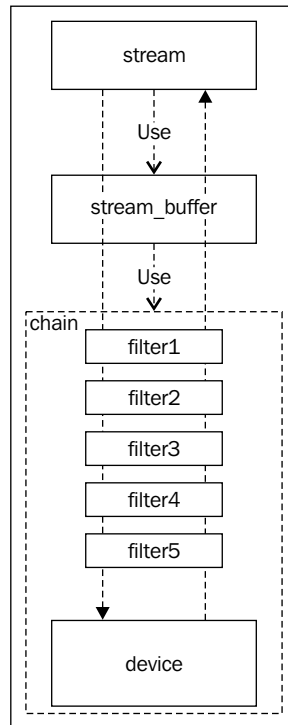 stream
Use
stream_buffer
Use
chain
filter1
filter2
filter3
filter4
filter5
device